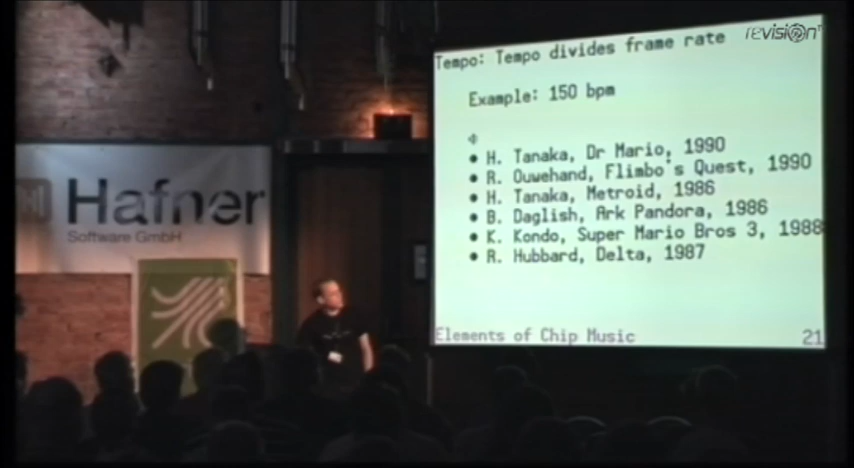 revision
Tempo: Tempo divides frame rate
Example: 150 bpm
• H. Tanaka, Dr Mario, 1990
• R. Ouwehand, Flimbo's Quest, 1990
• H. Tanaka, Metroid, 1986
• B. Daglish, Ark Pandora, 1986
• K. Kondo, Super Mario Bros 3, 1988
• R. Hubbard, Delta, 1987
Elements of Chip Music 21
Hafner
Software GmbH